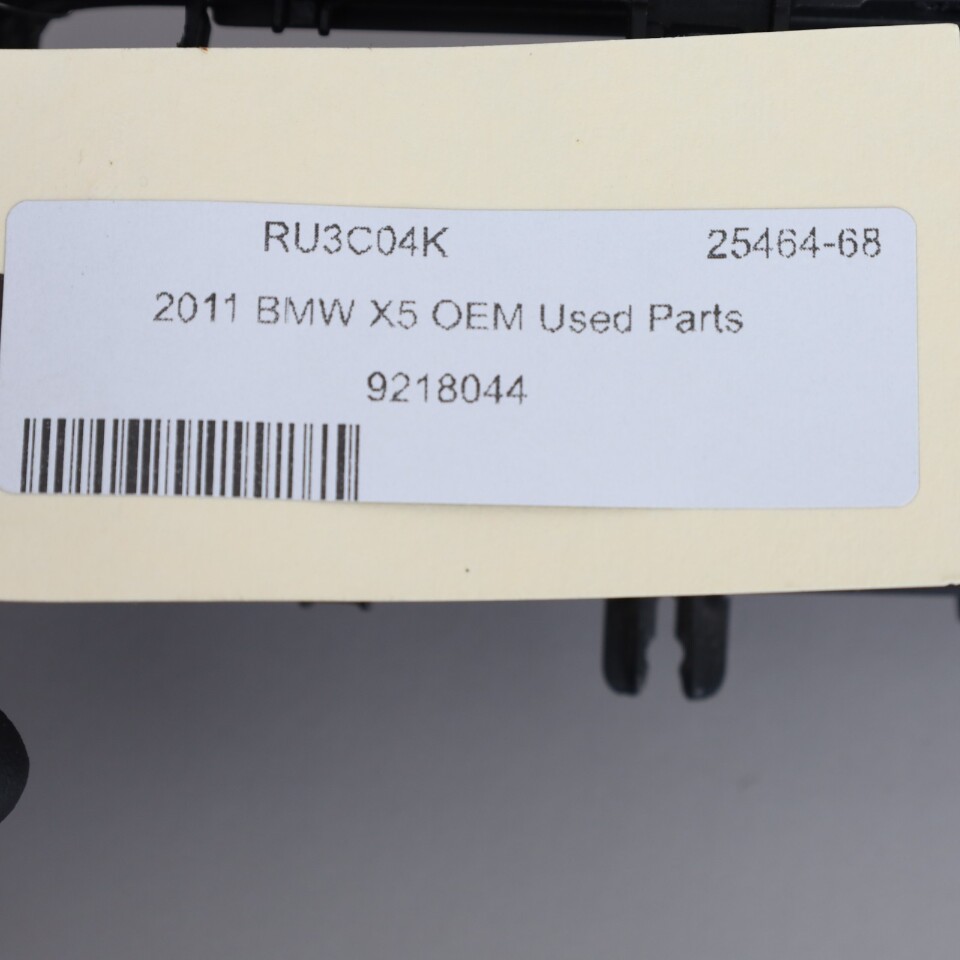 RU3C04K 25464-68
2011 BMW X5 OEM Used Parts
9218044